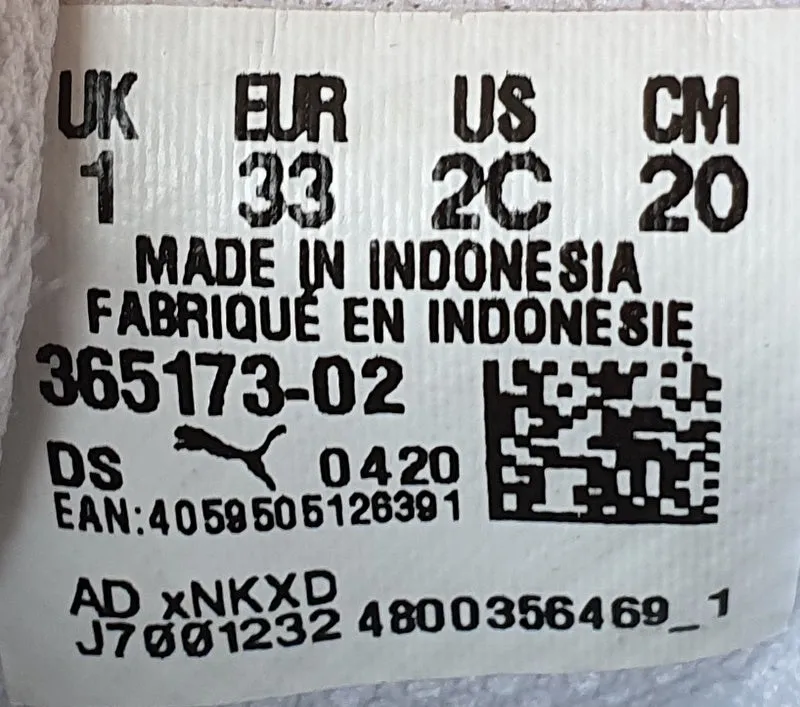 UK EUR US CM
1 33 2C 20
MADE IN INDONESIA
FABRIQUÉ EN INDONESIE
365173-02
DS 0420
EAN:4059505126391
AD xNKXD
J7ØØ1232 4800356469_1